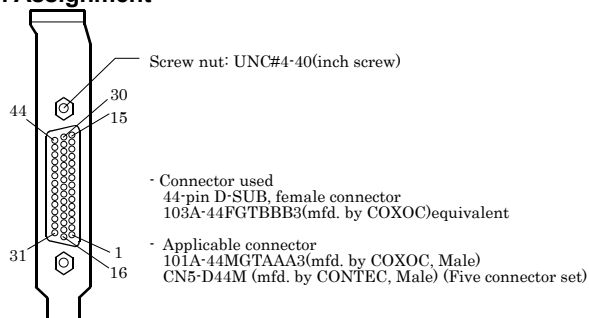 Assignment
Screw nut: UNC#4-40(inch screw)
44
30
15
- Connector used
44-pin D-SUB, female connector
103A-44FGTBBB3(mfd. by COXOC)equivalent
- Applicable connector
101A-44MGTAAA3(mfd. by COXOC, Male)
CN5-D44M (mfd. by CONTEC, Male) (Five connector set)
31
1
16